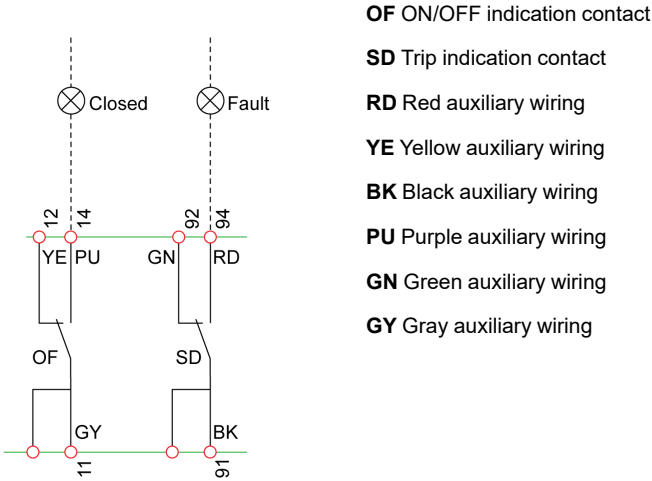 OF ON/OFF indication contact
SD Trip indication contact
RD Red auxiliary wiring
YE Yellow auxiliary wiring
BK Black auxiliary wiring
PU Purple auxiliary wiring
GN Green auxiliary wiring
GY Gray auxiliary wiring
Closed
Fault
12 14 92 94
YE PU GN RD
OF SD
GY BK
11 91